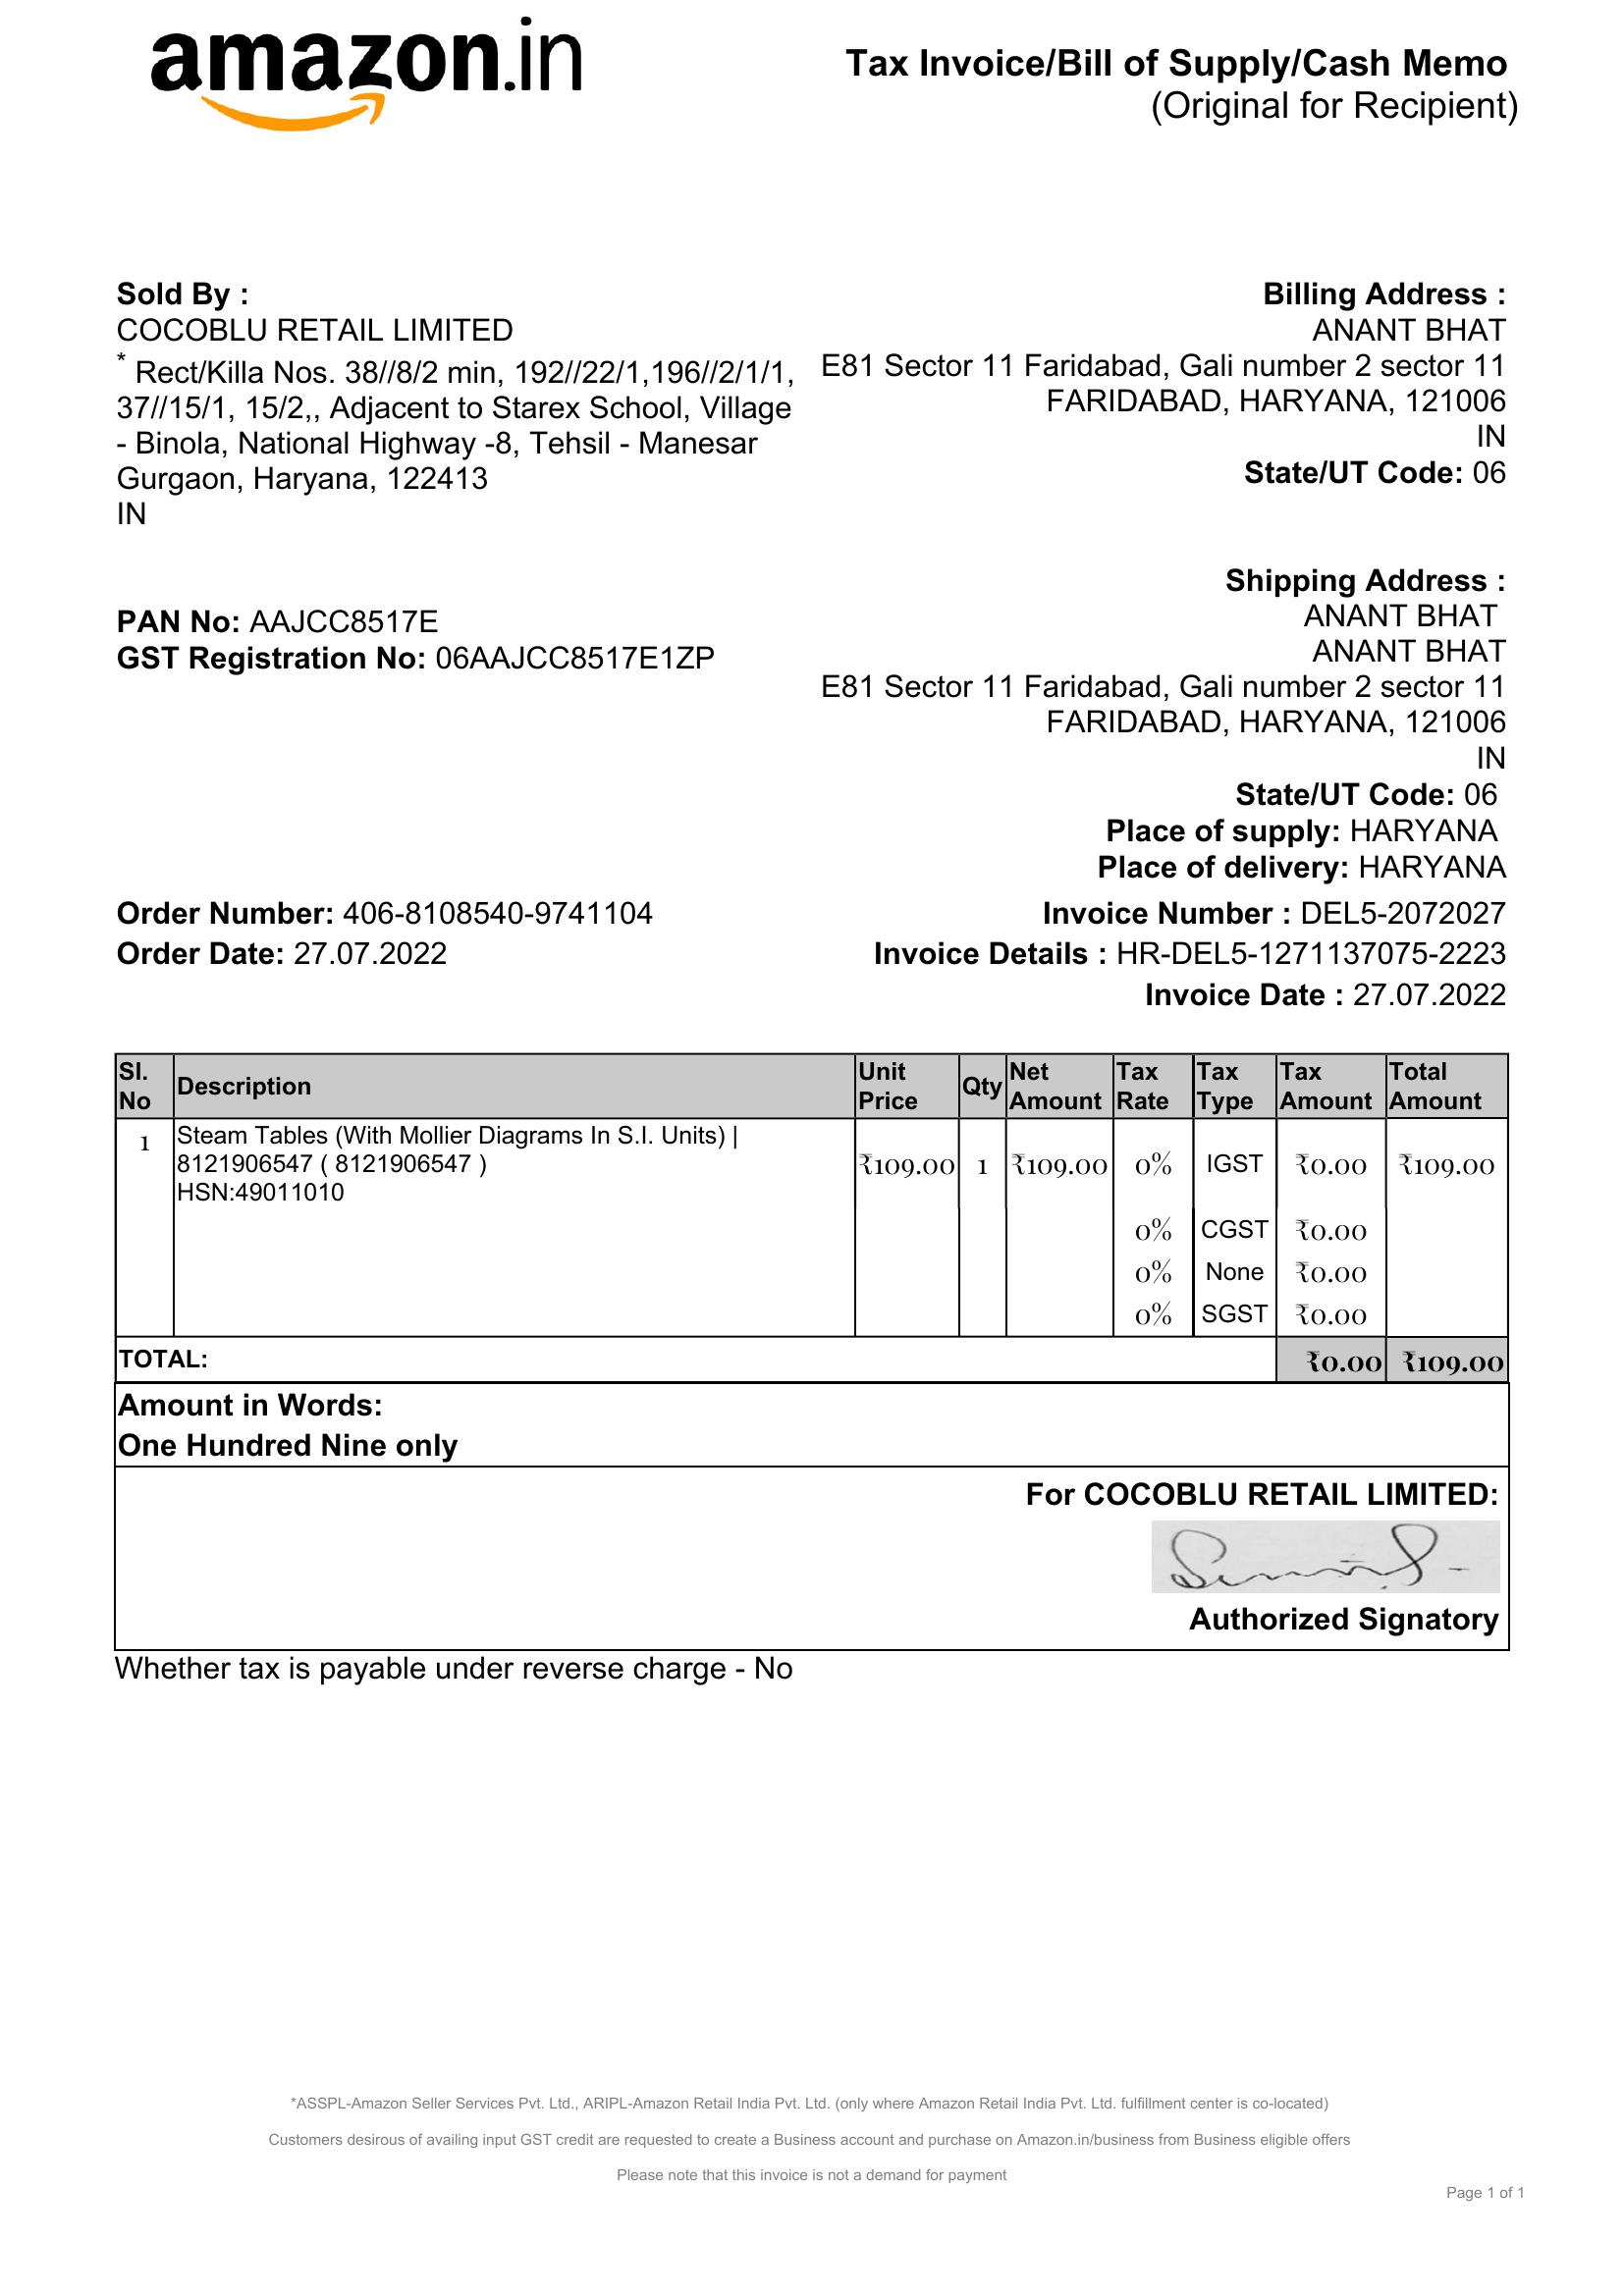 amazon.in
Tax Invoice/Bill of Supply/Cash Memo
(Original for Recipient)
Sold By :
COCOBLU RETAIL LIMITED
* Rect/Killa Nos. 38//8/2 min, 192//22/1,196//2/1/1,
37//15/1, 15/2,, Adjacent to Starex School, Village
- Binola, National Highway -8, Tehsil - Manesar
Gurgaon, Haryana, 122413
IN
PAN No: AAJCC8517E
GST Registration No: 06AAJCC8517E1ZP
Billing Address :
ANANT BHAT
E81 Sector 11 Faridabad, Gali number 2 sector 11
FARIDABAD, HARYANA, 121006
IN
State/UT Code: 06
Shipping Address :
ANANT BHAT
ANANT BHAT
E81 Sector 11 Faridabad, Gali number 2 sector 11
FARIDABAD, HARYANA, 121006
IN
State/UT Code: 06
Place of supply: HARYANA
Place of delivery: HARYANA
Order Number: 406-8108540-9741104
Order Date: 27.07.2022
Invoice Number : DEL5-2072027
Invoice Details : HR-DEL5-1271137075-2223
Invoice Date : 27.07.2022
Sl. No Description Unit Price Qty Net Amount Tax Rate Tax Type Tax Amount Total Amount
1 Steam Tables (With Mollier Diagrams In S.I. Units) |
8121906547 ( 8121906547 ) ₹109.00 1 ₹109.00 0% IGST ₹0.00 ₹109.00
HSN:49011010
0% CGST ₹0.00
0% None ₹0.00
0% SGST ₹0.00
TOTAL: ₹0.00 ₹109.00
Amount in Words:
One Hundred Nine only
For COCOBLU RETAIL LIMITED:
Authorized Signatory
Whether tax is payable under reverse charge - No
*ASSPL-Amazon Seller Services Pvt. Ltd., ARIPL-Amazon Retail India Pvt. Ltd. (only where Amazon Retail India Pvt. Ltd. fulfillment center is co-located)
Customers desirous of availing input GST credit are requested to create a Business account and purchase on Amazon.in/business from Business eligible offers
Please note that this invoice is not a demand for payment
Page 1 of 1